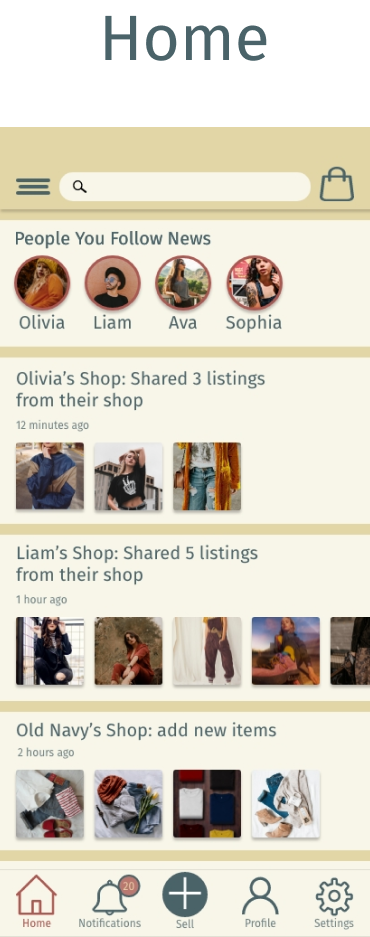 Home
People You Follow News
Olivia
Liam
Ava
Sophia
Olivia's Shop: Shared 3 listings
from their shop
12 minutes ago
Liam's Shop: Shared 5 listings
from their shop
1 hour ago
Old Navy's Shop: add new items
2 hours ago
20
Home
Notifications
Sell
Profile
Settings